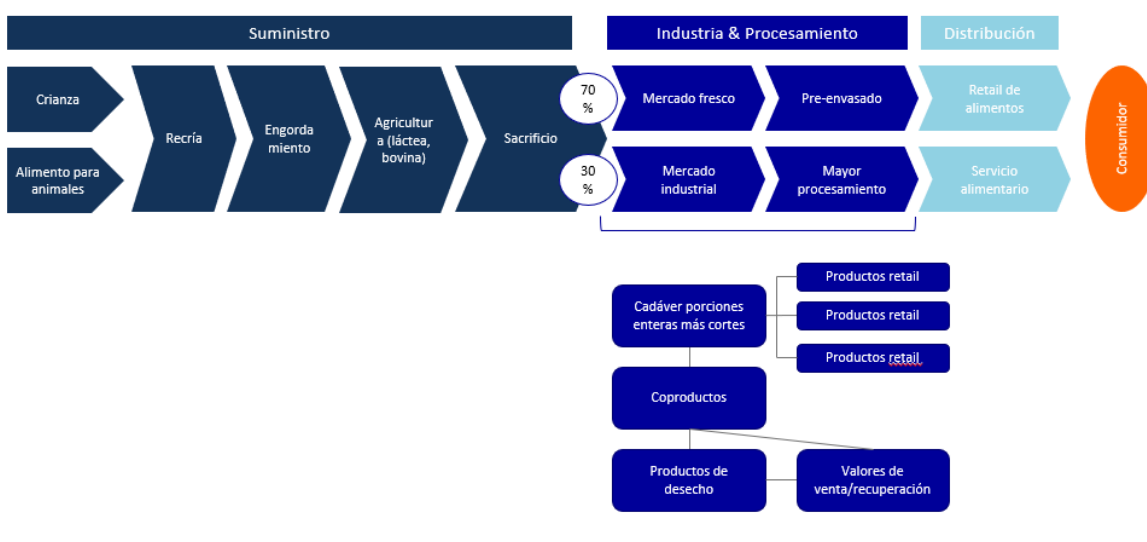 Suministro
Industria & Procesamiento
Distribución
Crianza
Alimento para
animales
Recría
Engorda
miento
Agricultur
a (láctea,
bovina)
Sacrificio
70
%
30
%
Mercado fresco
Pre-envasado
Mercado
industrial
Mayor
procesamiento
Retail de
alimentos
Servicio
alimentario
Consumidor
Cadáver porciones
enteras más cortes
Productos retail
Productos retail
Productos retail
Coproductos
Productos de
desecho
Valores de
venta/recuperación